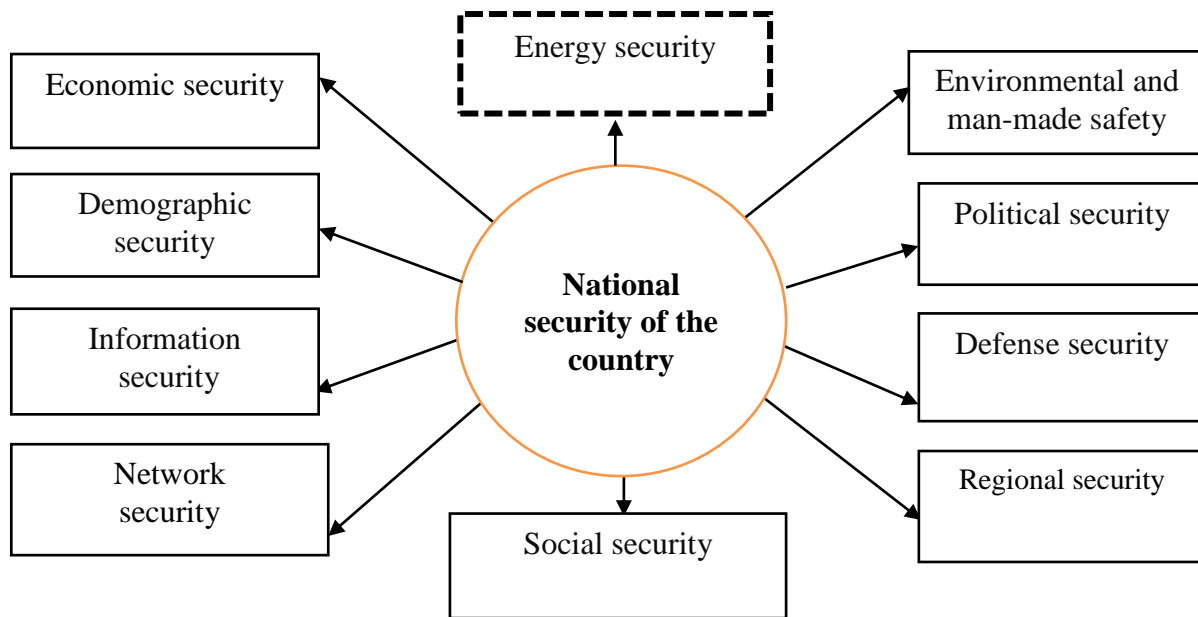 Energy security
Economic security
Environmental and
man-made safety
Demographic
security
Political security
National
security of the
country
Information
security
Defense security
Network
security
Regional security
Social security